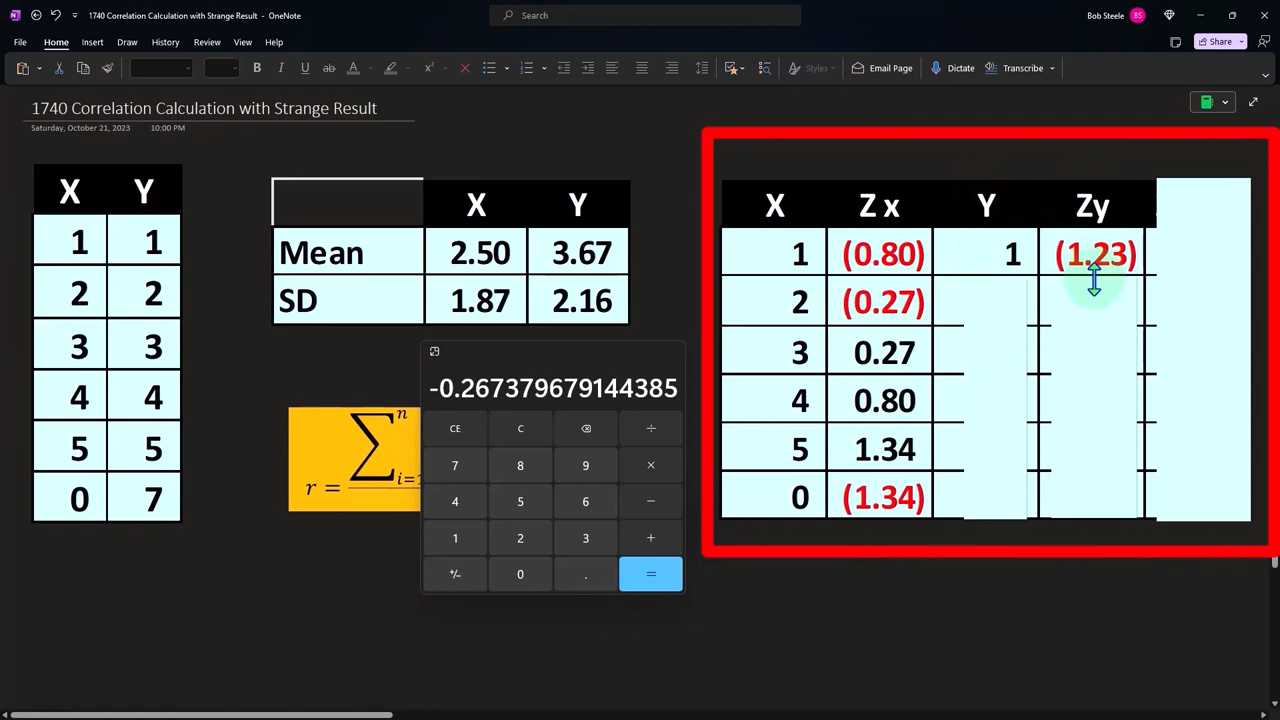 1740 Correlation Calculation with Strange Result - OneNote
Search
Bob Steele
BS
File Home Insert Draw History Review View Help
Share
Email Page
Dictate
Transcribe
Styles
1740 Correlation Calculation with Strange Result
Saturday, October 21, 2023 10:00 PM
X Y
1 1
2 2
3 3
4 4
5 5
0 7
X Y
Mean 2.50 3.67
SD 1.87 2.16
r = ∑ n i=1
-0.267379679144385
CE C ⌫ ÷
7 8 9 ×
4 5 6 −
1 2 3 +
+/- 0 . =
X Z x Y Zy
1 (0.80) 1 (1.23)
2 (0.27)
3 0.27
4 0.80
5 1.34
0 (1.34)